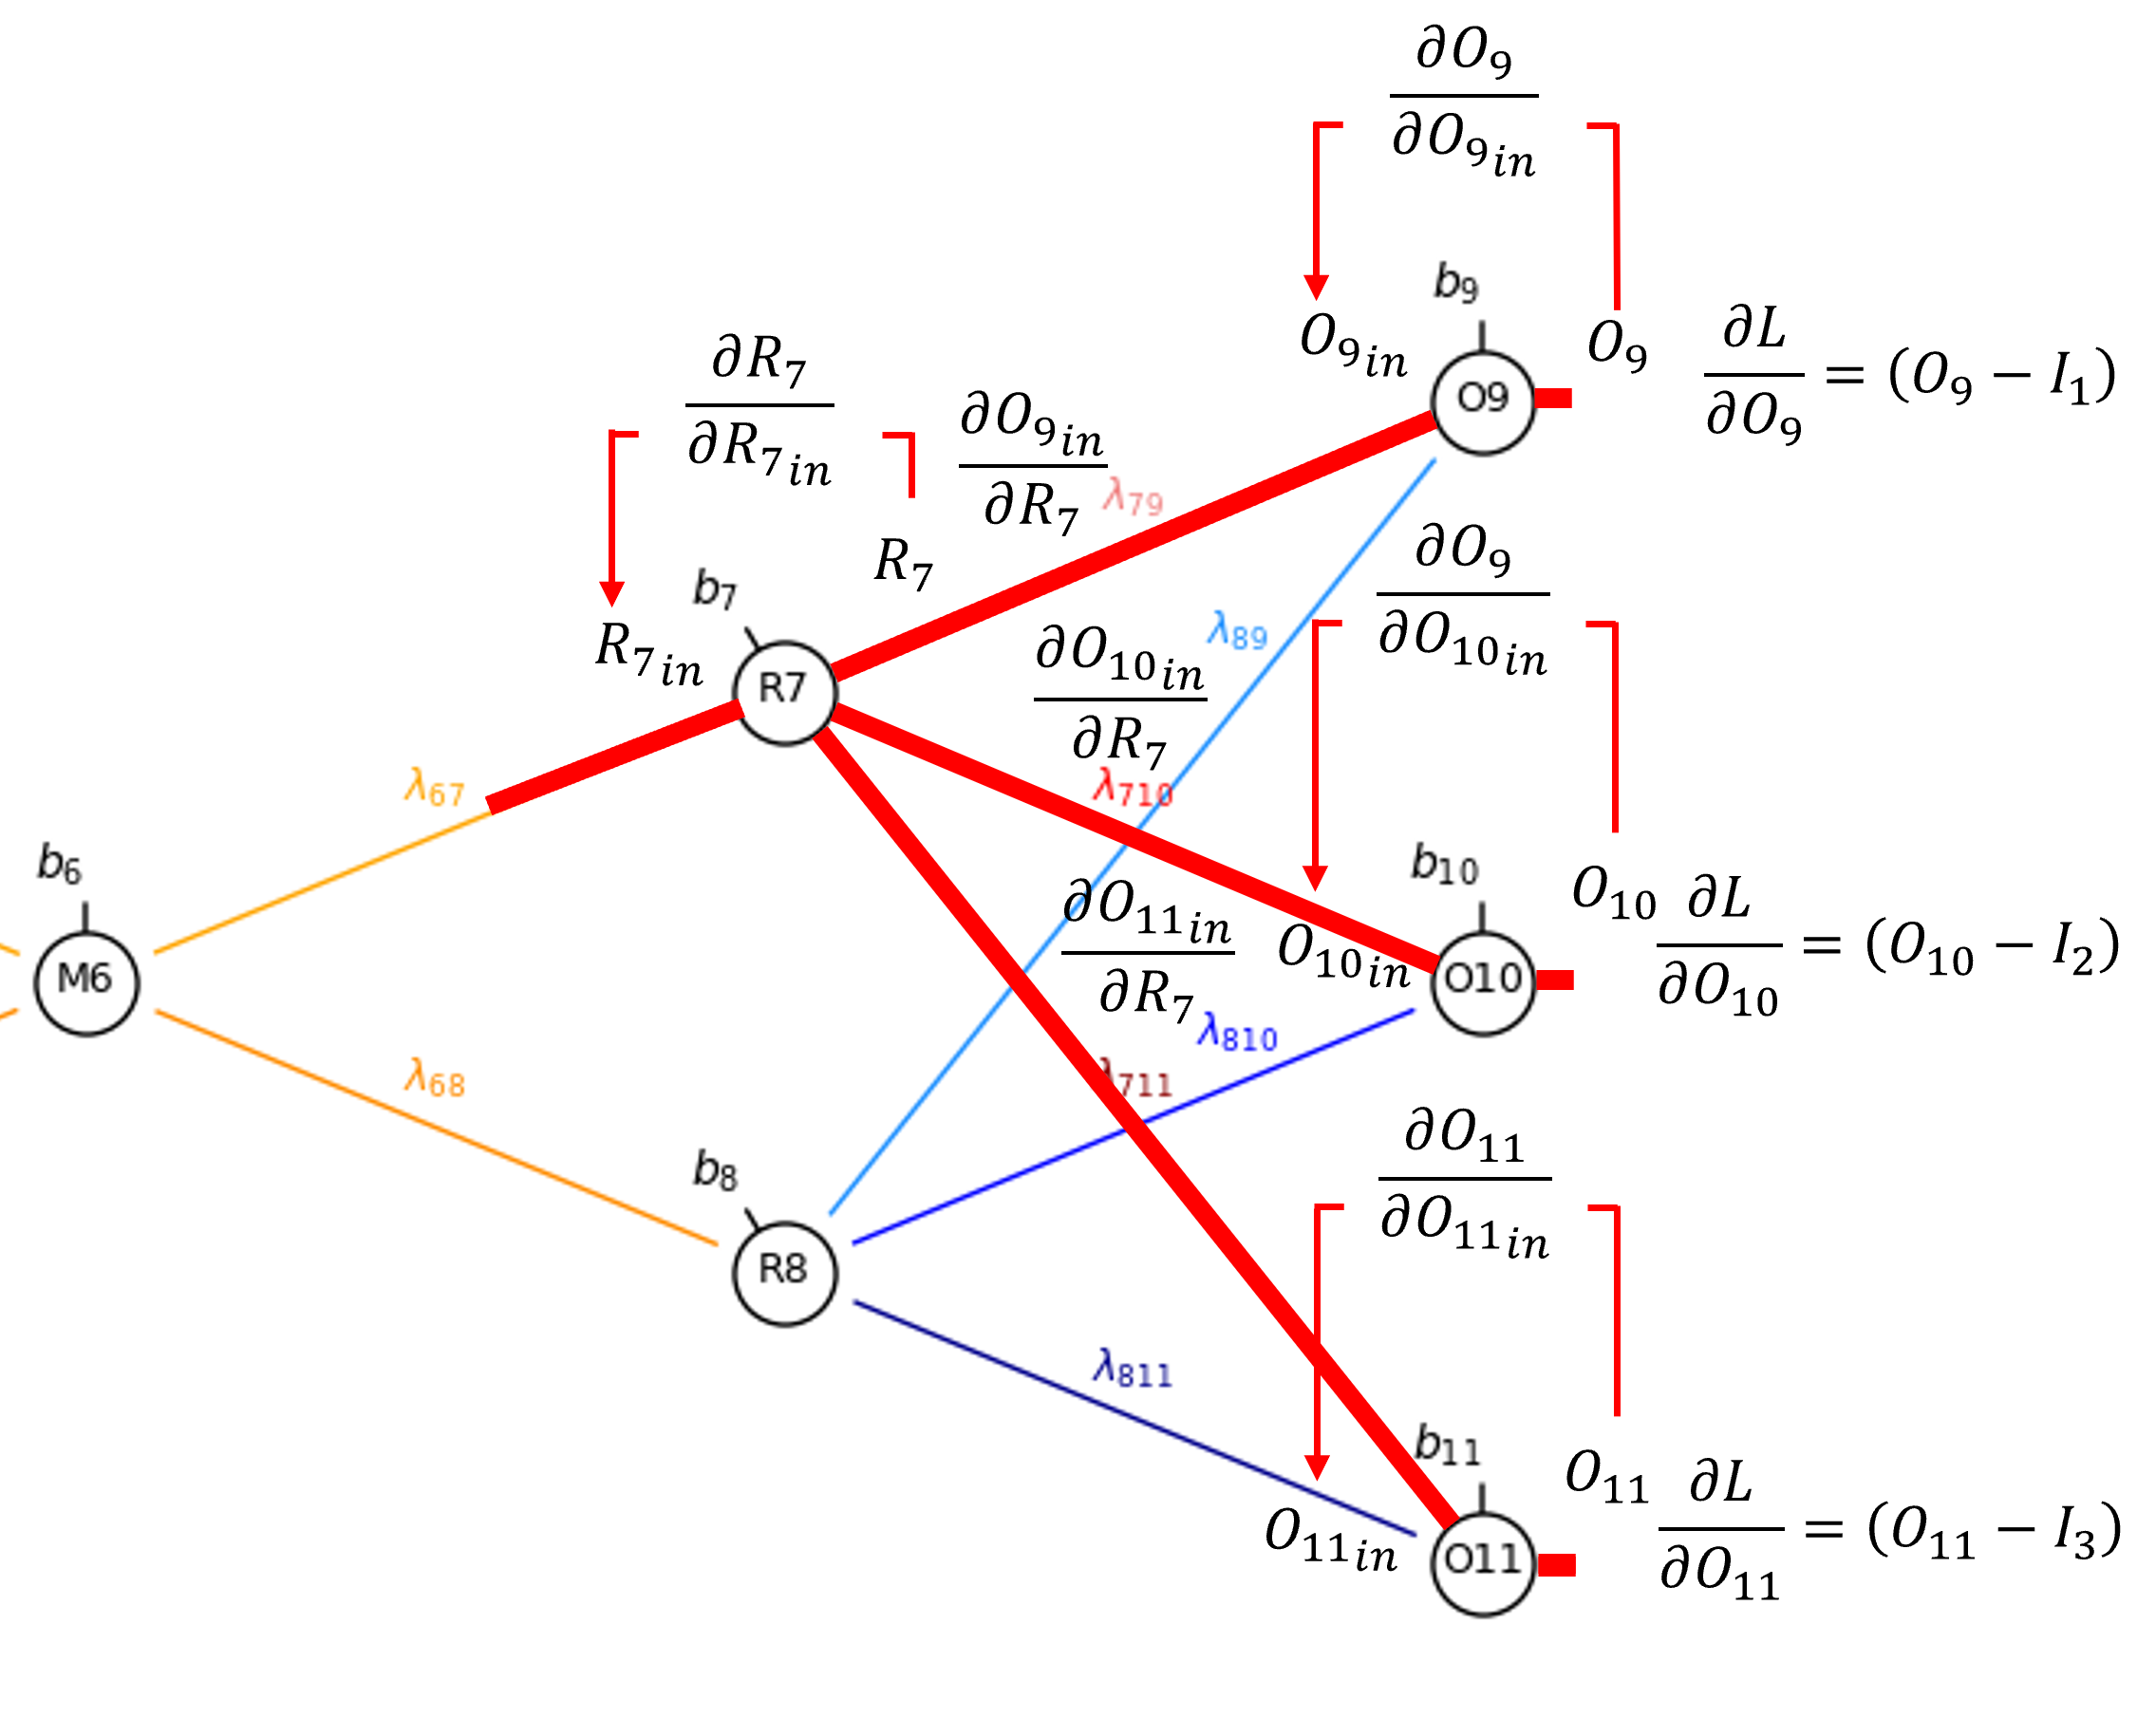 ∂O₉
∂O₉ᵢₙ
b₉
O₉ᵢₙ
O₉
O9
∂L
∂O₉
= (O₉ − I₁)
∂R₇
∂R₇ᵢₙ
∂O₉ᵢₙ
∂R₇
λ₇₉
R₇
b₇
R₇ᵢₙ
R7
∂O₉
∂O₁₀ᵢₙ
λ₈₉
∂O₁₀ᵢₙ
∂R₇
λ₇₁₀
λ₆₇
b₆
M6
b₁₀
O₁₀ᵢₙ
O₁₀
O10
∂L
∂O₁₀
= (O₁₀ − I₂)
∂O₁₁ᵢₙ
∂R₇
λ₈₁₀
λ₇₁₁
λ₆₈
b₈
R8
∂O₁₁
∂O₁₁ᵢₙ
λ₈₁₁
b₁₁
O₁₁ᵢₙ
O₁₁
O11
∂L
∂O₁₁
= (O₁₁ − I₃)